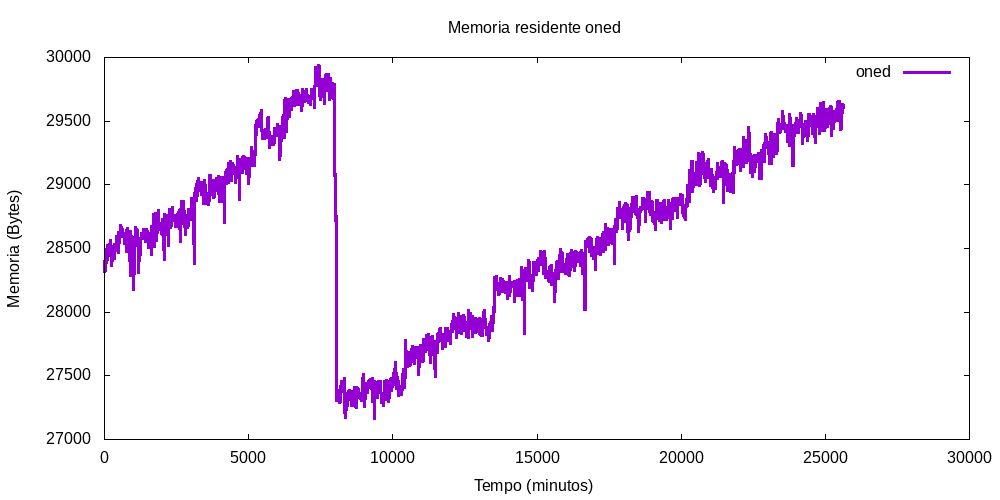 Memoria residente oned
oned
30000
29500
29000
28500
28000
27500
27000
Memoria (Bytes)
0 5000 10000 15000 20000 25000 30000
Tempo (minutos)